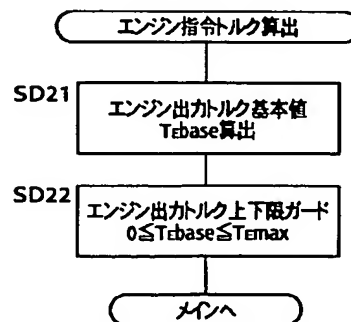 エンジン指令トルク算出
SD21
エンジン出力トルク基本値
TEbase算出
SD22
エンジン出力トルク上下限ガード
0≦TEbase≦TEmax
メインへ